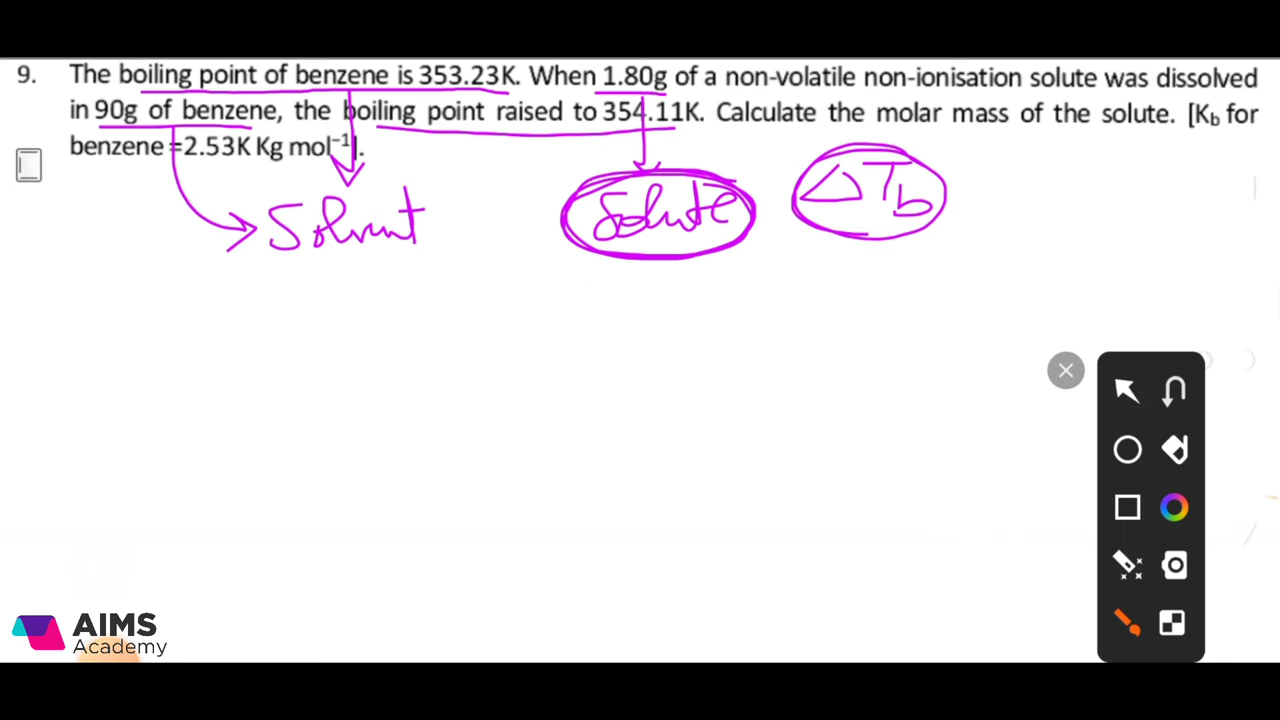 9. The boiling point of benzene is 353.23K. When 1.80g of a non-volatile non-ionisation solute was dissolved
in 90g of benzene, the boiling point raised to 354.11K. Calculate the molar mass of the solute. [K_b for
benzene =2.53K Kg mol⁻¹].
Solvent
Solute
ΔT_b
AIMS
Academy